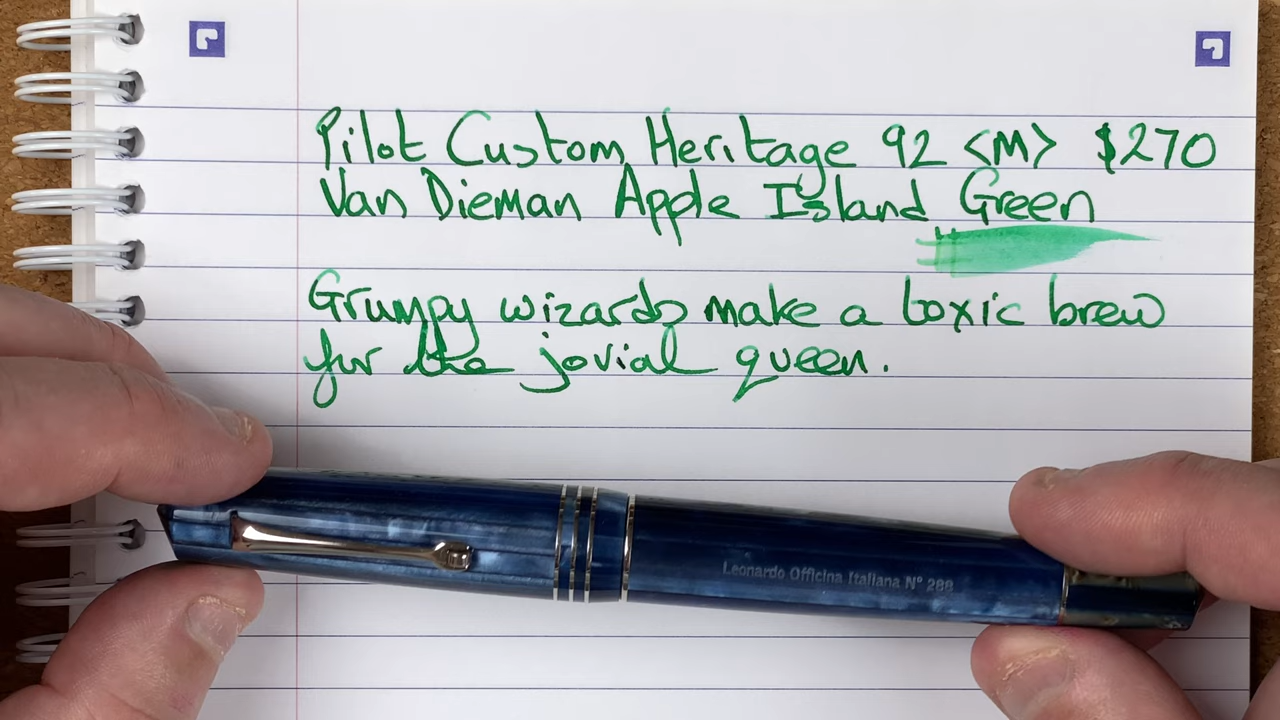 Pilot Custom Heritage 92 <M> $270
Van Dieman Apple Island Green
Grumpy wizards make a toxic brew
for the jovial queen.
Leonardo Officina Italiana Nº 288